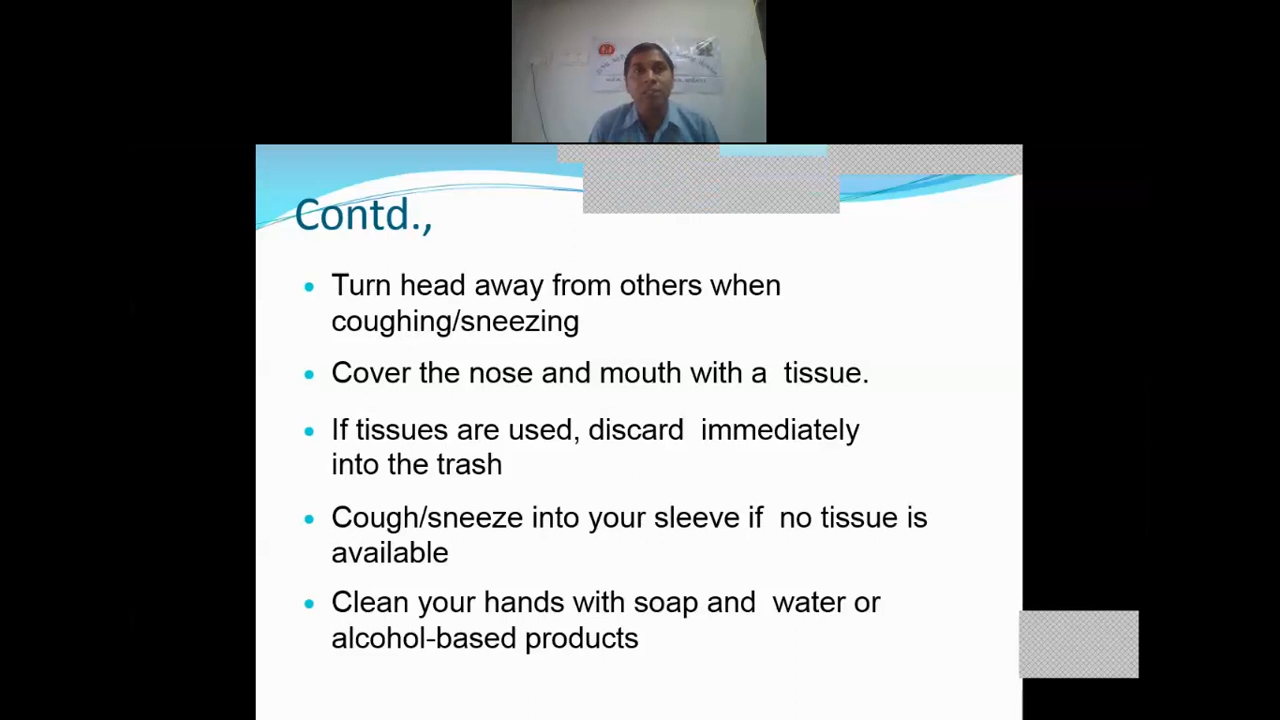 Contd.,
• Turn head away from others when
coughing/sneezing
• Cover the nose and mouth with a  tissue.
• If tissues are used, discard  immediately
into the trash
• Cough/sneeze into your sleeve if  no tissue is
available
• Clean your hands with soap and  water or
alcohol-based products